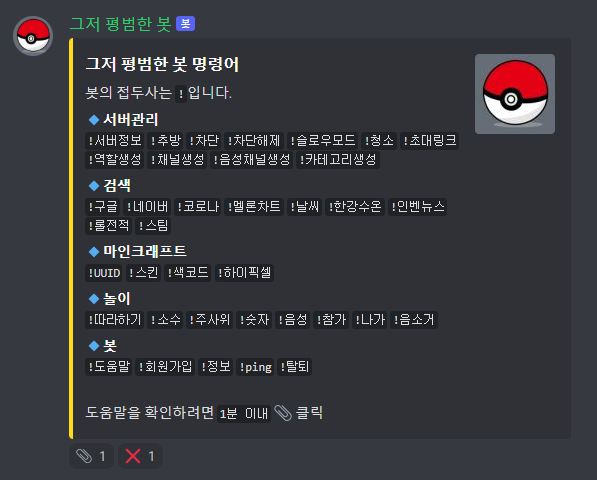 그저 평범한 봇 봇
그저 평범한 봇 명령어
봇의 접두사는 ! 입니다.
서버관리
!서버정보 !추방 !차단 !차단해제 !슬로우모드 !청소 !초대링크
!역할생성 !채널생성 !음성채널생성 !카테고리생성
검색
!구글 !네이버 !코로나 !멜론차트 !날씨 !한강수온 !인벤뉴스
!롤전적 !스팀
마인크래프트
!UUID !스킨 !색코드 !하이픽셀
놀이
!따라하기 !소수 !주사위 !숫자 !음성 !참가 !나가 !음소거
봇
!도움말 !회원가입 !정보 !ping !탈퇴
도움말을 확인하려면 1분 이내 📎 클릭
📎 1 ❌ 1